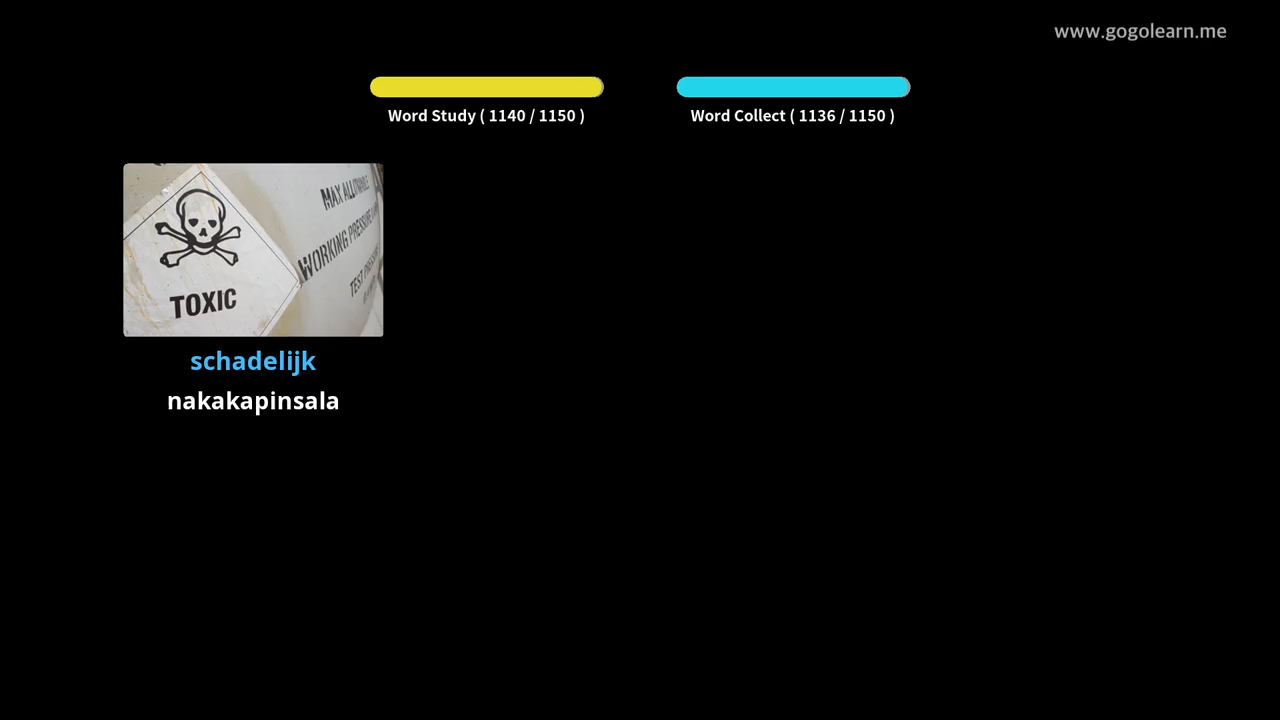 www.gogolearn.me
Word Study ( 1140 / 1150 )
Word Collect ( 1136 / 1150 )
MAX ALLOWABLE
WORKING PRESSURE
TEST PRESSURE
TOXIC
schadelijk
nakakapinsala